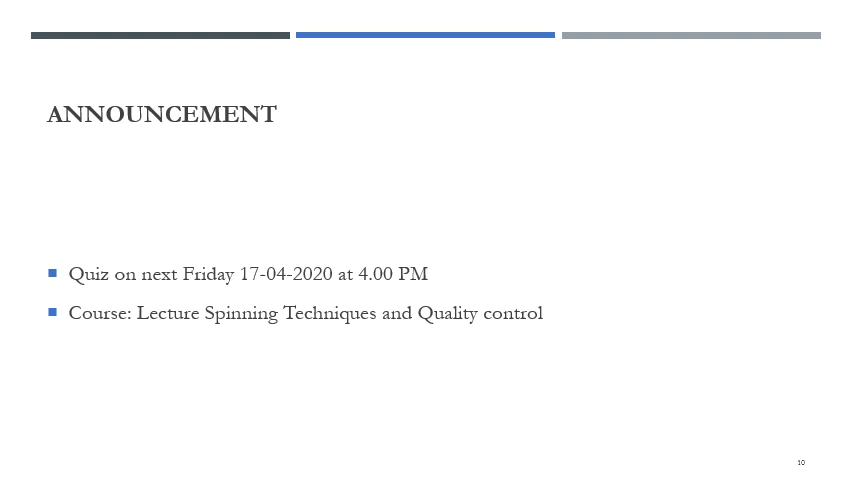 ANNOUNCEMENT
Quiz on next Friday 17-04-2020 at 4.00 PM
Course: Lecture Spinning Techniques and Quality control
10